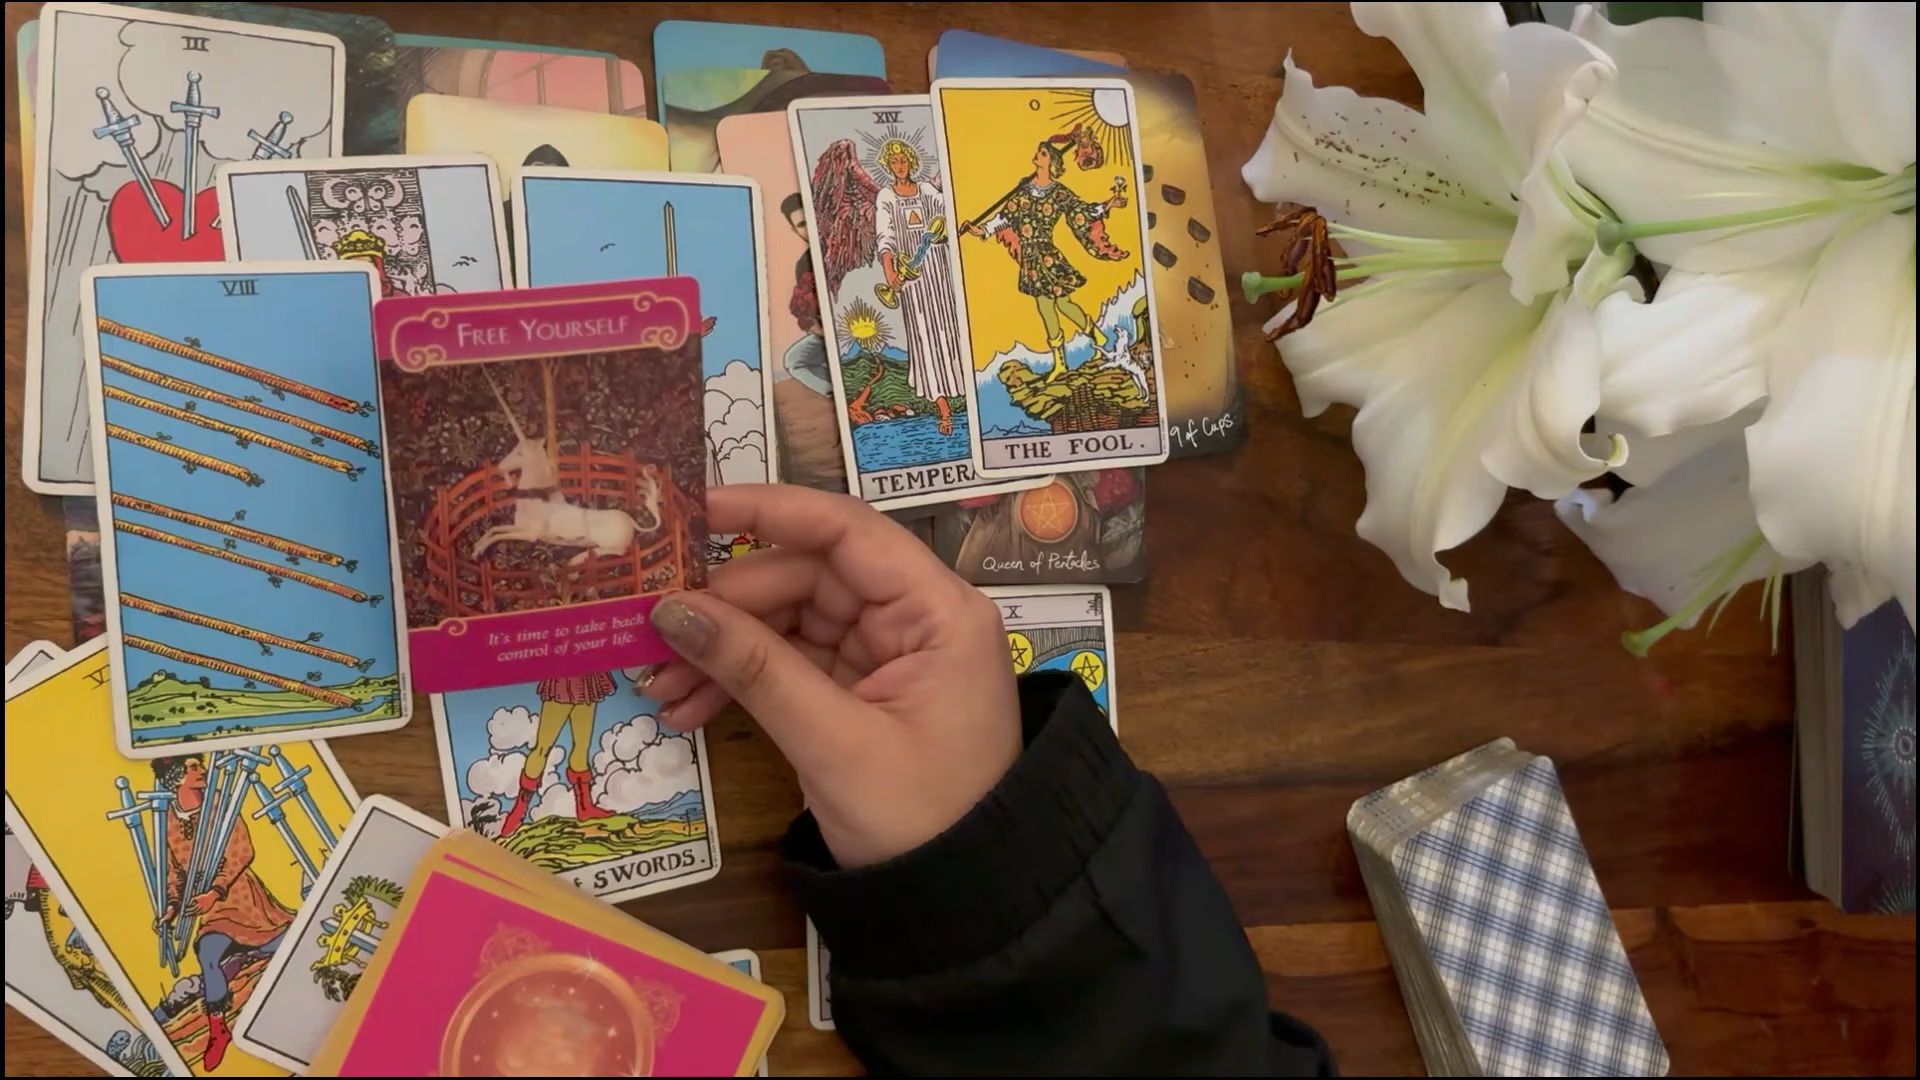 III
XIV
O
VIII
FREE YOURSELF
THE FOOL.
9 of Cups
TEMPERA
Queen of Pentacles
X
It's time to take back
control of your life.
V
SWORDS.